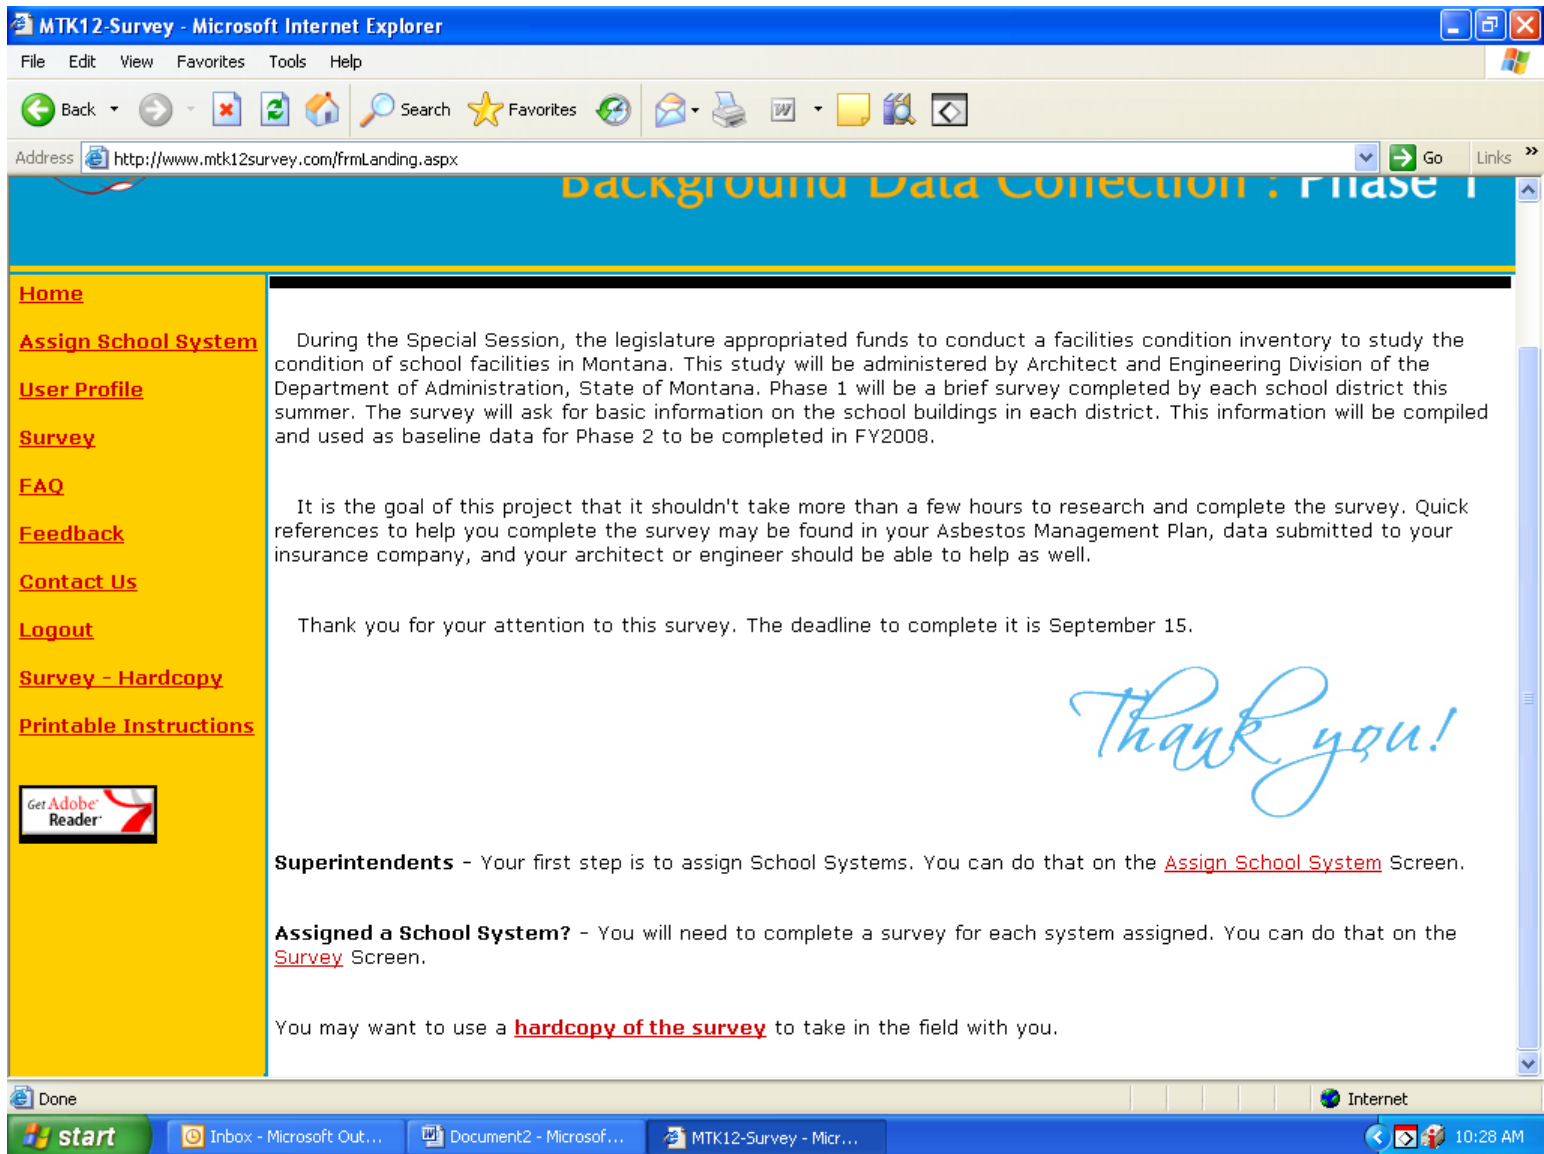 MTK12-Survey - Microsoft Internet Explorer
File Edit View Favorites Tools Help
Back Search Favorites
Address http://www.mtk12survey.com/frmLanding.aspx Go Links »
Background Data Collection : Phase 1
Home
Assign School System
User Profile
Survey
FAQ
Feedback
Contact Us
Logout
Survey - Hardcopy
Printable Instructions
Get Adobe
Reader
During the Special Session, the legislature appropriated funds to conduct a facilities condition inventory to study the
condition of school facilities in Montana. This study will be administered by Architect and Engineering Division of the
Department of Administration, State of Montana. Phase 1 will be a brief survey completed by each school district this
summer. The survey will ask for basic information on the school buildings in each district. This information will be compiled
and used as baseline data for Phase 2 to be completed in FY2008.
It is the goal of this project that it shouldn't take more than a few hours to research and complete the survey. Quick
references to help you complete the survey may be found in your Asbestos Management Plan, data submitted to your
insurance company, and your architect or engineer should be able to help as well.
Thank you for your attention to this survey. The deadline to complete it is September 15.
Thank you!
Superintendents - Your first step is to assign School Systems. You can do that on the Assign School System Screen.
Assigned a School System? - You will need to complete a survey for each system assigned. You can do that on the
Survey Screen.
You may want to use a hardcopy of the survey to take in the field with you.
Done Internet
start Inbox - Microsoft Out... Document2 - Microsof... MTK12-Survey - Micr... 10:28 AM